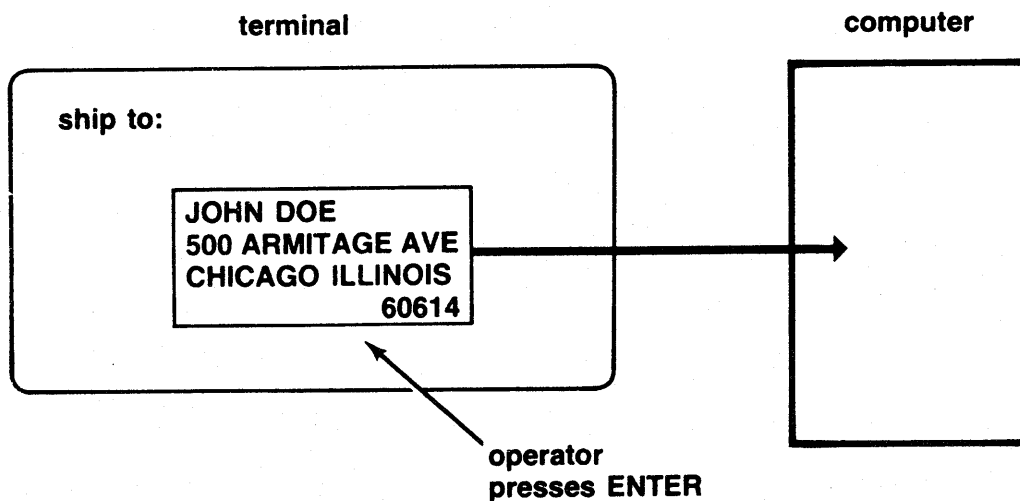 terminal
computer
ship to:
JOHN DOE
500 ARMITAGE AVE
CHICAGO ILLINOIS
60614
operator
presses ENTER